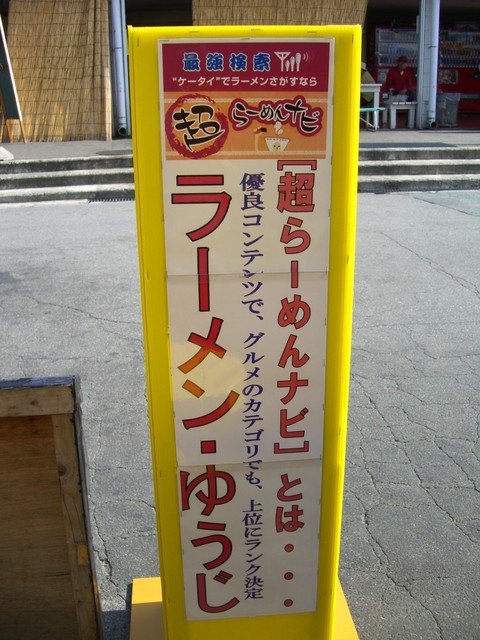 最強検索
“ケータイ”でラーメンさがすなら
超らーめんナビ
[超らーめんナビ]とは・・・
優良コンテンツで、グルメのカテゴリでも、上位にランク決定
ラーメン・ゆうじ